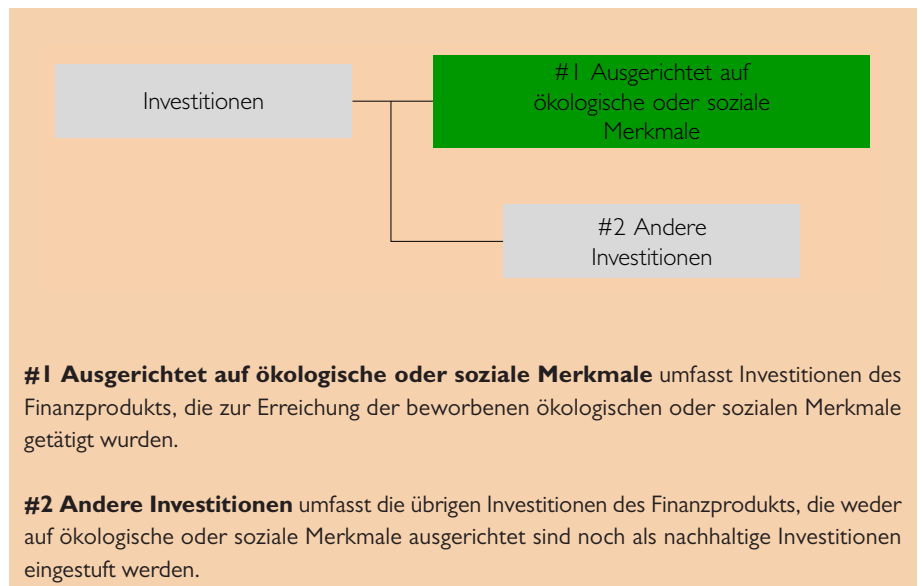 Investitionen
#1 Ausgerichtet auf
ökologische oder soziale
Merkmale
#2 Andere
Investitionen
#1 Ausgerichtet auf ökologische oder soziale Merkmale umfasst Investitionen des
Finanzprodukts, die zur Erreichung der beworbenen ökologischen oder sozialen Merkmale
getätigt wurden.
#2 Andere Investitionen umfasst die übrigen Investitionen des Finanzprodukts, die weder
auf ökologische oder soziale Merkmale ausgerichtet sind noch als nachhaltige Investitionen
eingestuft werden.